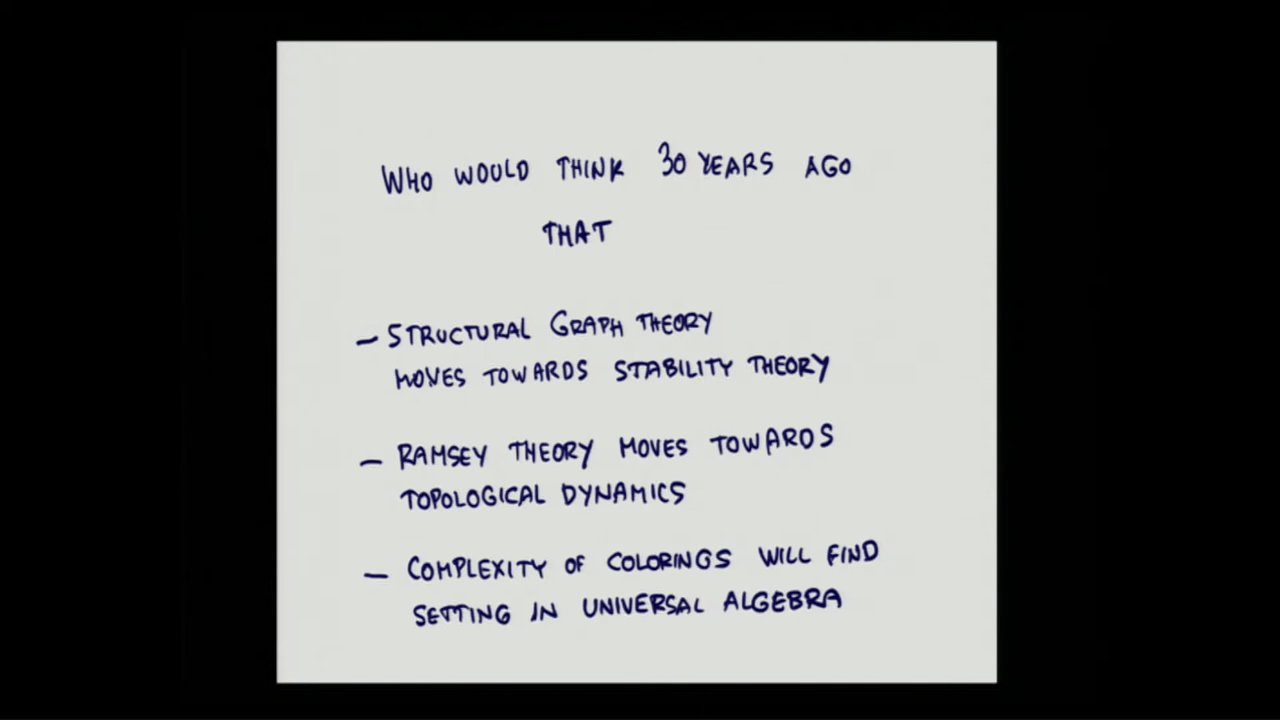 WHO WOULD THINK 30 YEARS AGO
THAT
– STRUCTURAL GRAPH THEORY
MOVES TOWARDS STABILITY THEORY
– RAMSEY THEORY MOVES TOWARDS
TOPOLOGICAL DYNAMICS
– COMPLEXITY OF COLORINGS WILL FIND
SETTING IN UNIVERSAL ALGEBRA